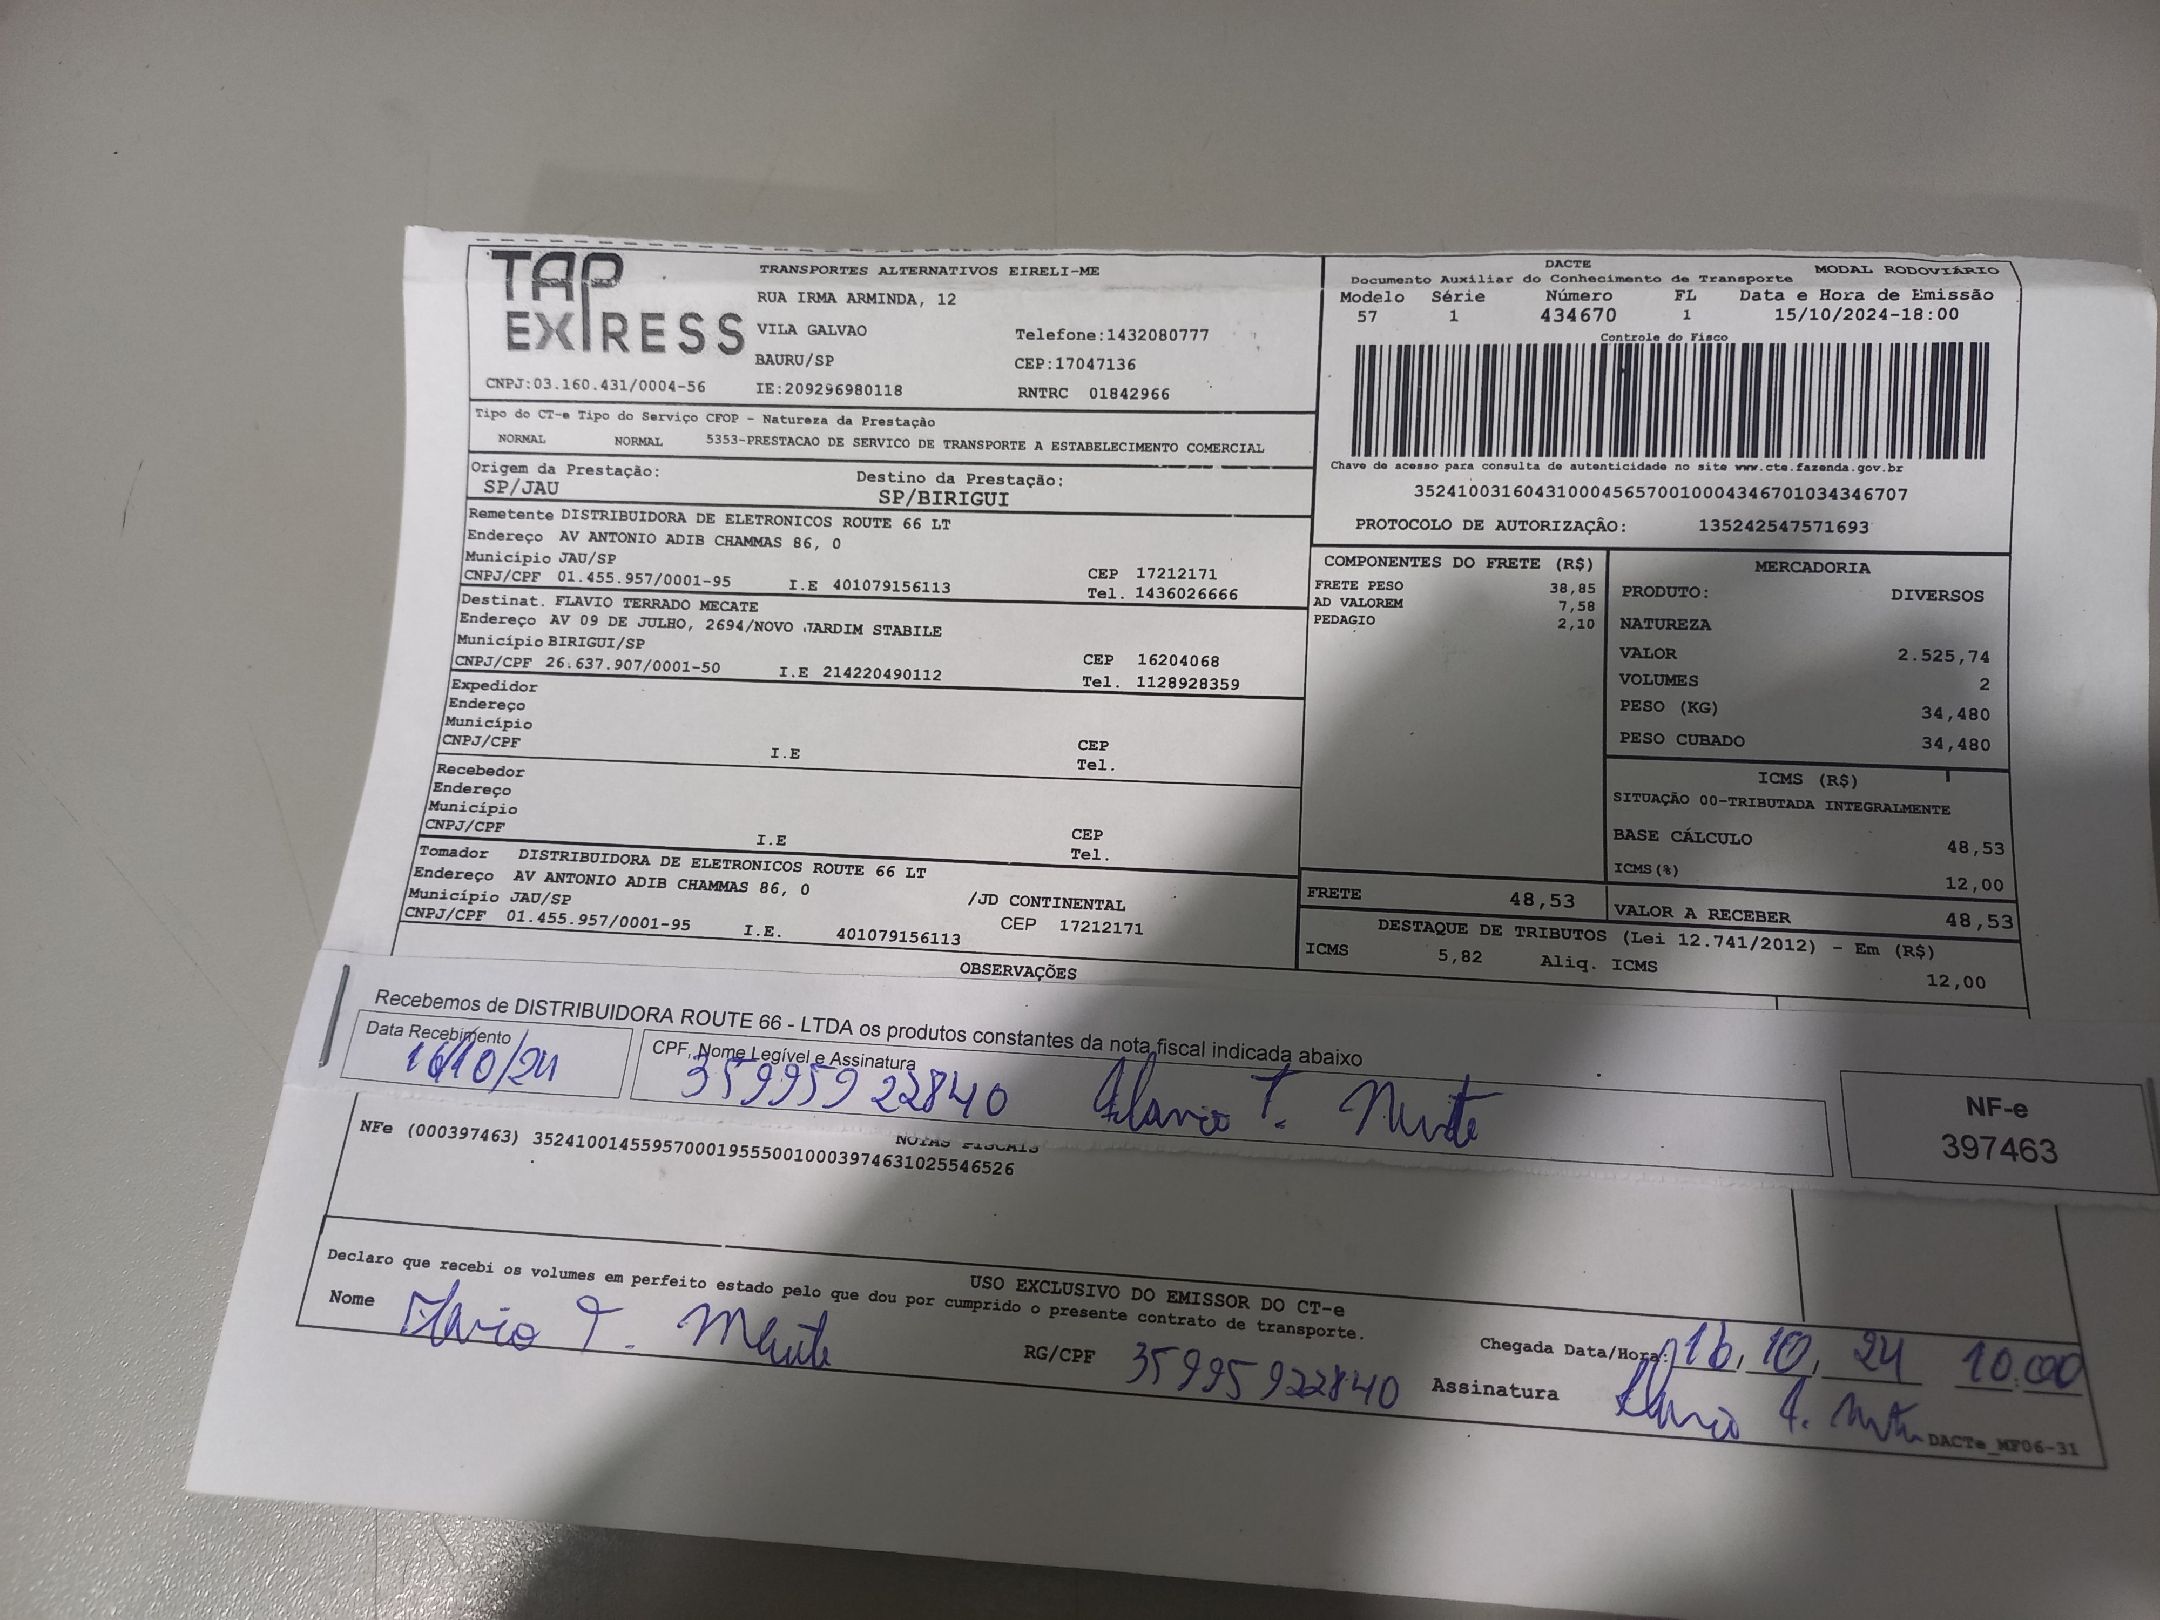 TAP EXPRESS
TRANSPORTES ALTERNATIVOS EIRELI-ME
RUA IRMA ARMINDA, 12
VILA GALVAO Telefone:1432080777
BAURU/SP CEP:17047136
CNPJ:03.160.431/0004-56 IE:209296980118 RNTRC 01842966
DACTE MODAL RODOVIÁRIO
Documento Auxiliar do Conhecimento de Transporte
Modelo Série Número FL Data e Hora de Emissão
57 1 434670 1 15/10/2024-18:00
Controle do Fisco
Chave de acesso para consulta de autenticidade no site www.cte.fazenda.gov.br
35241003160431000456570010004346701034346707
PROTOCOLO DE AUTORIZAÇÃO: 135242547571693
Tipo do CT-e Tipo do Serviço CFOP - Natureza da Prestação
NORMAL NORMAL 5353-PRESTACAO DE SERVICO DE TRANSPORTE A ESTABELECIMENTO COMERCIAL
Origem da Prestação: Destino da Prestação:
SP/JAU SP/BIRIGUI
Remetente DISTRIBUIDORA DE ELETRONICOS ROUTE 66 LT
Endereço AV ANTONIO ADIB CHAMMAS 86, 0
Município JAU/SP CEP 17212171
CNPJ/CPF 01.455.957/0001-95 I.E 401079156113 Tel. 1436026666
Destinat. FLAVIO TERRADO MECATE
Endereço AV 09 DE JULHO, 2694/NOVO JARDIM STABILE
Município BIRIGUI/SP CEP 16204068
CNPJ/CPF 26.637.907/0001-50 I.E 214220490112 Tel. 1128928359
Expedidor
Endereço
Município CEP
CNPJ/CPF I.E Tel.
Recebedor
Endereço
Município CEP
CNPJ/CPF I.E Tel.
Tomador DISTRIBUIDORA DE ELETRONICOS ROUTE 66 LT
Endereço AV ANTONIO ADIB CHAMMAS 86, 0 /JD CONTINENTAL
Município JAU/SP CEP 17212171
CNPJ/CPF 01.455.957/0001-95 I.E. 401079156113
COMPONENTES DO FRETE (R$)
FRETE PESO 38,85
AD VALOREM 7,58
PEDAGIO 2,10
FRETE 48,53
MERCADORIA
PRODUTO: DIVERSOS
NATUREZA
VALOR 2.525,74
VOLUMES 2
PESO (KG) 34,480
PESO CUBADO 34,480
ICMS (R$)
SITUAÇÃO 00-TRIBUTADA INTEGRALMENTE
BASE CÁLCULO 48,53
ICMS(%) 12,00
VALOR A RECEBER 48,53
DESTAQUE DE TRIBUTOS (Lei 12.741/2012) - Em (R$)
ICMS 5,82 Aliq. ICMS 12,00
OBSERVAÇÕES
Recebemos de DISTRIBUIDORA ROUTE 66 - LTDA os produtos constantes da nota fiscal indicada abaixo
Data Recebimento CPF, Nome Legível e Assinatura
16/10/24 35995922840 Flavio T.
NF-e
397463
NOTAS FISCAIS
NFe (000397463) 35241001455957000195550010003974631025546526
USO EXCLUSIVO DO EMISSOR DO CT-e
Declaro que recebi os volumes em perfeito estado pelo que dou por cumprido o presente contrato de transporte.
Nome Flavio T. RG/CPF 35995922840
Chegada Data/Hora: 16, 10, 24 10:00
Assinatura Flavio T.
DACTe_MF06-31